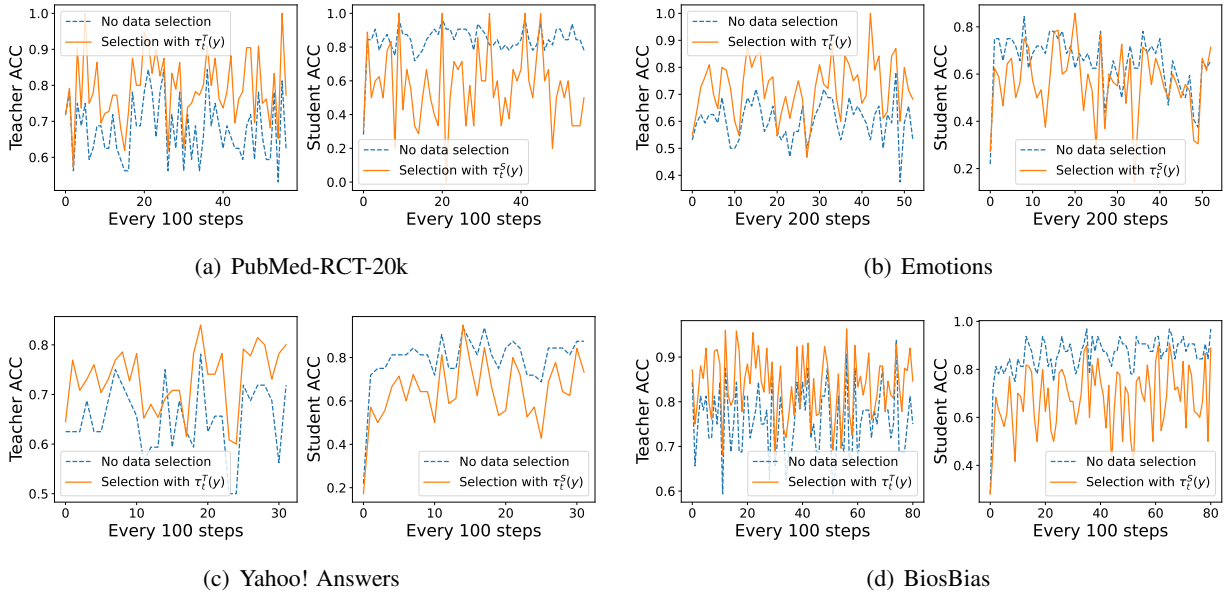 Teacher ACC
1.0
0.9
0.8
0.7
0.6
No data selection
Selection with τ_t^T(y)
0 20 40
Every 100 steps
Student ACC
1.0
0.8
0.6
0.4
0.2
0.0
No data selection
Selection with τ_t^S(y)
0 20 40
Every 100 steps
(a) PubMed-RCT-20k
Teacher ACC
1.0
0.9
0.8
0.7
0.6
0.5
0.4
No data selection
Selection with τ_t^T(y)
0 10 20 30 40 50
Every 200 steps
Student ACC
0.8
0.6
0.4
0.2
No data selection
Selection with τ_t^S(y)
0 10 20 30 40 50
Every 200 steps
(b) Emotions
Teacher ACC
0.8
0.7
0.6
0.5
No data selection
Selection with τ_t^T(y)
0 10 20 30
Every 100 steps
Student ACC
0.8
0.6
0.4
0.2
No data selection
Selection with τ_t^S(y)
0 10 20 30
Every 100 steps
(c) Yahoo! Answers
Teacher ACC
0.9
0.8
0.7
0.6
No data selection
Selection with τ_t^T(y)
0 20 40 60 80
Every 100 steps
Student ACC
1.0
0.8
0.6
0.4
No data selection
Selection with τ_t^S(y)
0 20 40 60 80
Every 100 steps
(d) BiosBias